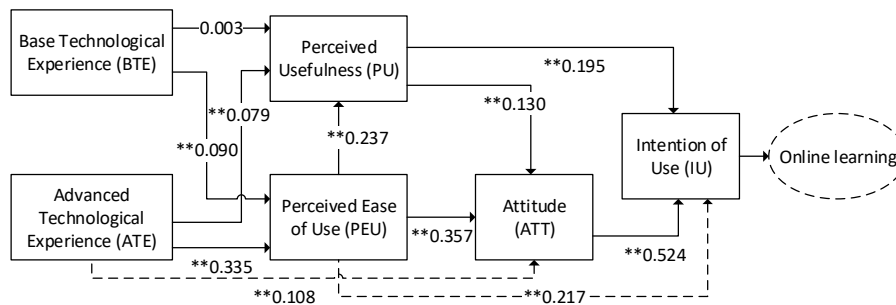 Base Technological
Experience (BTE)
0.003
Perceived
Usefulness (PU)
**0.195
**0.130
**0.079
**0.237
**0.090
Intention of
Use (IU)
Online learning
Advanced
Technological
Experience (ATE)
Perceived Ease
of Use (PEU)
Attitude
(ATT)
**0.357
**0.524
**0.335
**0.108
**0.217